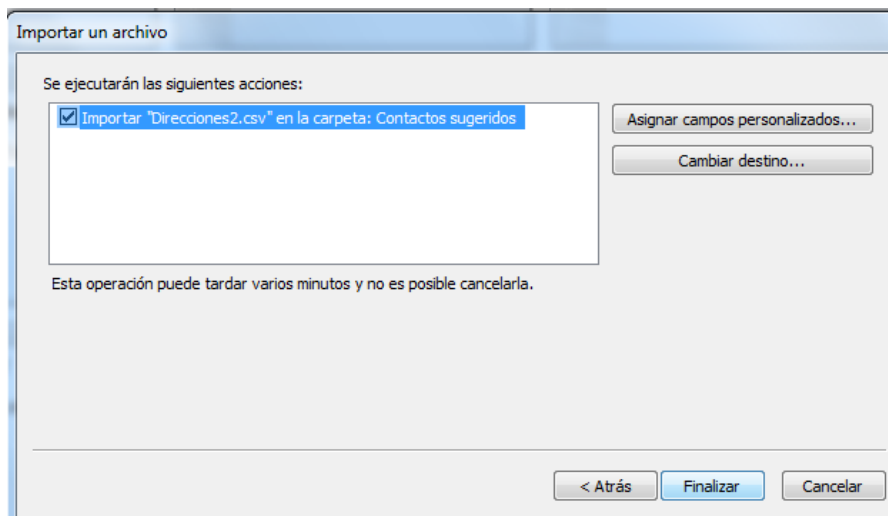 Importar un archivo
Se ejecutarán las siguientes acciones:
Importar "Direcciones2.csv" en la carpeta: Contactos sugeridos
Asignar campos personalizados...
Cambiar destino...
Esta operación puede tardar varios minutos y no es posible cancelarla.
< Atrás
Finalizar
Cancelar